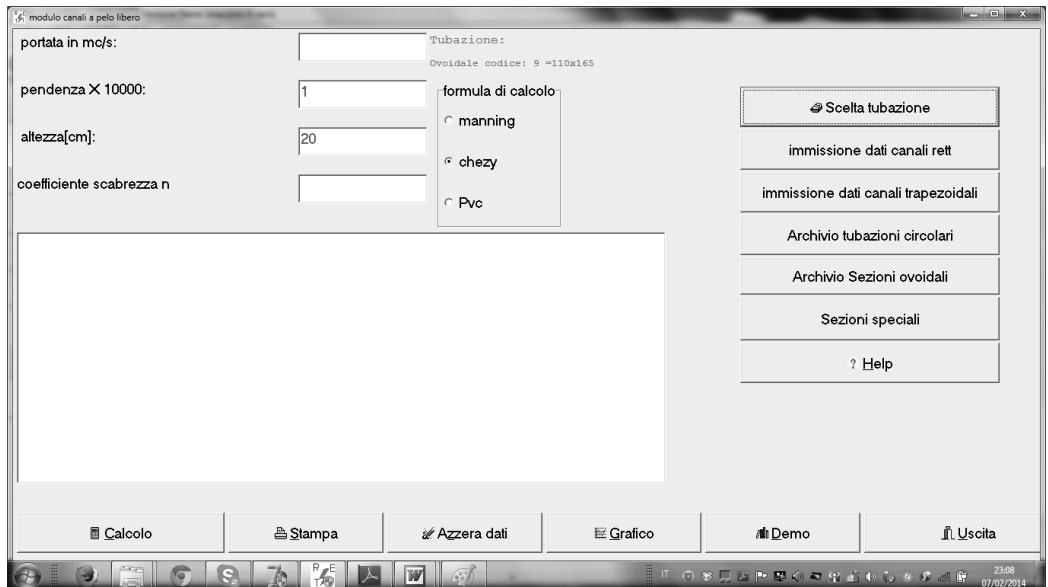 modulo canali a pelo libero
portata in mc/s:
Tubazione:
Ovoidale codice: 9 =110x165
pendenza X 10000:
1
formula di calcolo
manning
altezza[cm]:
20
chezy
coefficiente scabrezza n
Pvc
Scelta tubazione
immissione dati canali rett
immissione dati canali trapezoidali
Archivio tubazioni circolari
Archivio Sezioni ovoidali
Sezioni speciali
? Help
Calcolo
Stampa
Azzera dati
Grafico
Demo
Uscita
IT
23:08
07/02/2014